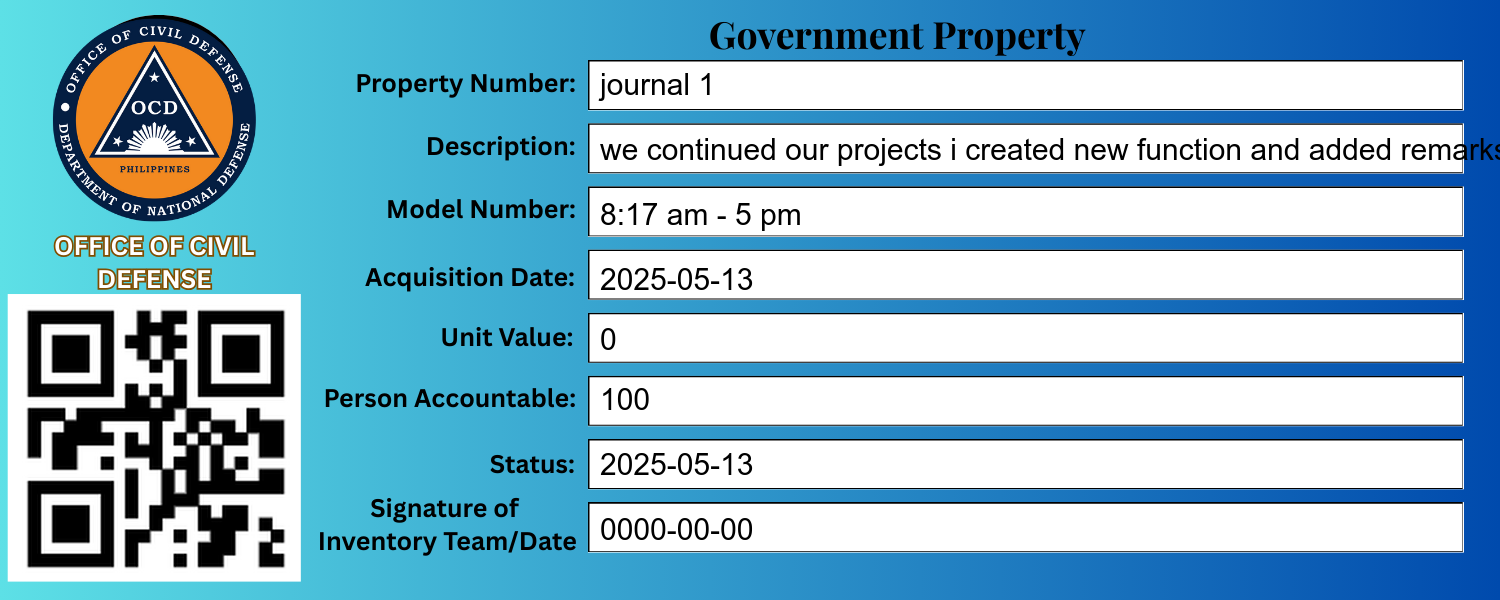 OFFICE OF CIVIL DEFENSE
OCD
PHILIPPINES
DEPARTMENT OF NATIONAL DEFENSE
OFFICE OF CIVIL
DEFENSE
Government Property
Property Number: journal 1
Description: we continued our projects i created new function and added remarks
Model Number: 8:17 am - 5 pm
Acquisition Date: 2025-05-13
Unit Value: 0
Person Accountable: 100
Status: 2025-05-13
Signature of
Inventory Team/Date 0000-00-00